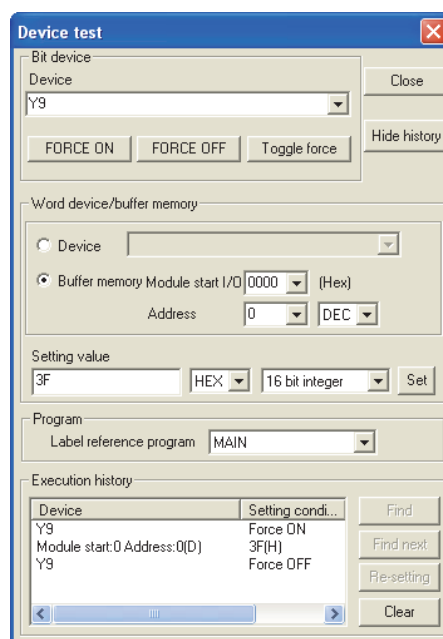 Device test
Bit device
Device
Close
Y9
FORCE ON FORCE OFF Toggle force
Hide history
Word device/buffer memory
Device
Buffer memory Module start I/O 0000 (Hex)
Address 0 DEC
Setting value
3F HEX 16 bit integer Set
Program
Label reference program MAIN
Execution history
Device Setting condi...
Y9 Force ON
Module start:0 Address:0(D) 3F(H)
Y9 Force OFF
Find
Find next
Re-setting
Clear